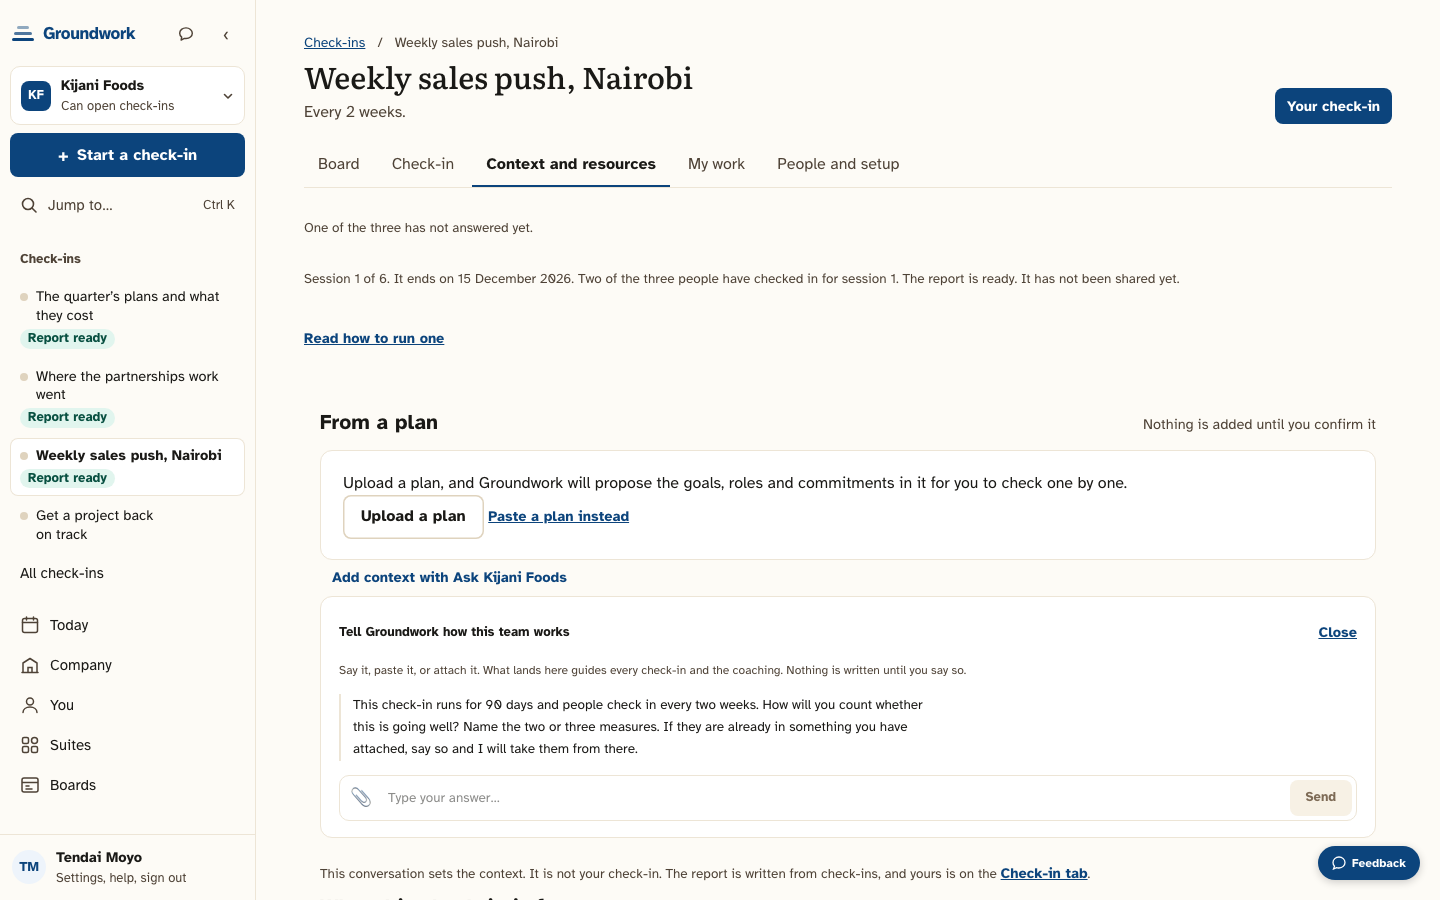 Groundwork
KF
Kijani Foods
Can open check-ins
+ Start a check-in
Jump to...
Ctrl K
Check-ins
The quarter's plans and what
they cost
Report ready
Where the partnerships work
went
Report ready
Weekly sales push, Nairobi
Report ready
Get a project back
on track
All check-ins
Today
Company
You
Suites
Boards
TM
Tendai Moyo
Settings, help, sign out
Check-ins / Weekly sales push, Nairobi
Weekly sales push, Nairobi
Every 2 weeks.
Your check-in
Board
Check-in
Context and resources
My work
People and setup
One of the three has not answered yet.
Session 1 of 6. It ends on 15 December 2026. Two of the three people have checked in for session 1. The report is ready. It has not been shared yet.
Read how to run one
From a plan
Nothing is added until you confirm it
Upload a plan, and Groundwork will propose the goals, roles and commitments in it for you to check one by one.
Upload a plan
Paste a plan instead
Add context with Ask Kijani Foods
Tell Groundwork how this team works
Close
Say it, paste it, or attach it. What lands here guides every check-in and the coaching. Nothing is written until you say so.
This check-in runs for 90 days and people check in every two weeks. How will you count whether
this is going well? Name the two or three measures. If they are already in something you have
attached, say so and I will take them from there.
Type your answer...
Send
Feedback
This conversation sets the context. It is not your check-in. The report is written from check-ins, and yours is on the Check-in tab.